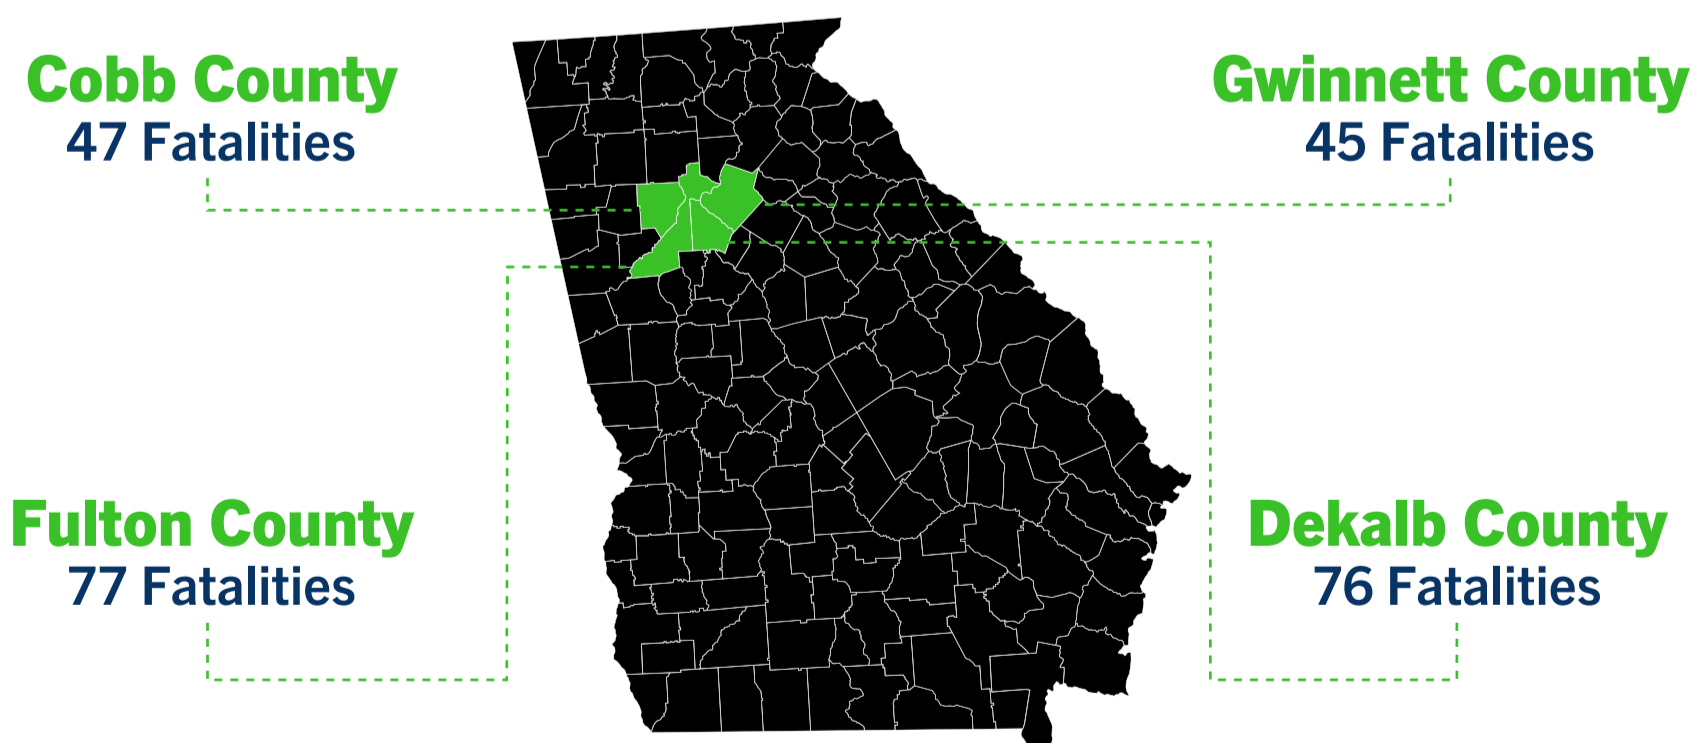 Cobb County
47 Fatalities
Gwinnett County
45 Fatalities
Fulton County
77 Fatalities
Dekalb County
76 Fatalities